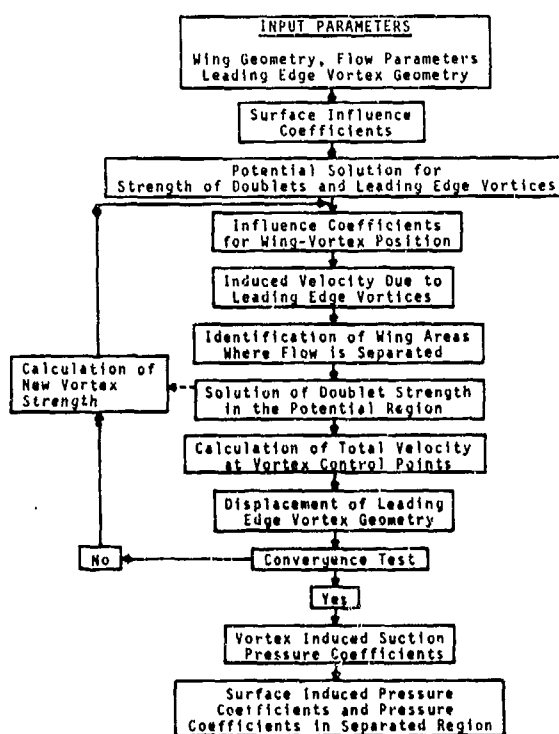 INPUT PARAMETERS
Wing Geometry, Flow Parameters
Leading Edge Vortex Geometry
Surface Influence
Coefficients
Potential Solution for
Strength of Doublets and Leading Edge Vortices
Influence Coefficients
for Wing-Vortex Position
Induced Velocity Due to
Leading Edge Vortices
Identification of Wing Areas
Where Flow is Separated
Calculation of
New Vortex
Strength
Solution of Doublet Strength
in the Potential Region
Calculation of Total Velocity
at Vortex Control Points
Displacement of Leading
Edge Vortex Geometry
No
Convergence Test
Yes
Vortex Induced Suction
Pressure Coefficients
Surface Induced Pressure
Coefficients and Pressure
Coefficients in Separated Region